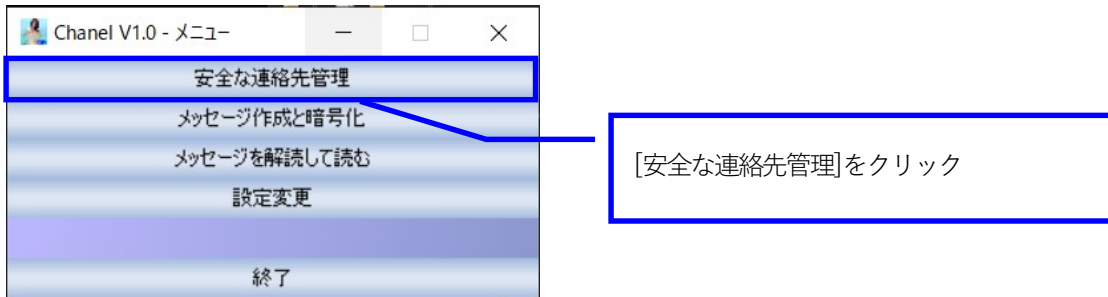 Chanel V1.0 - メニュー
安全な連絡先管理
メッセージ作成と暗号化
メッセージを解読して読む
設定変更
終了
[安全な連絡先管理]をクリック